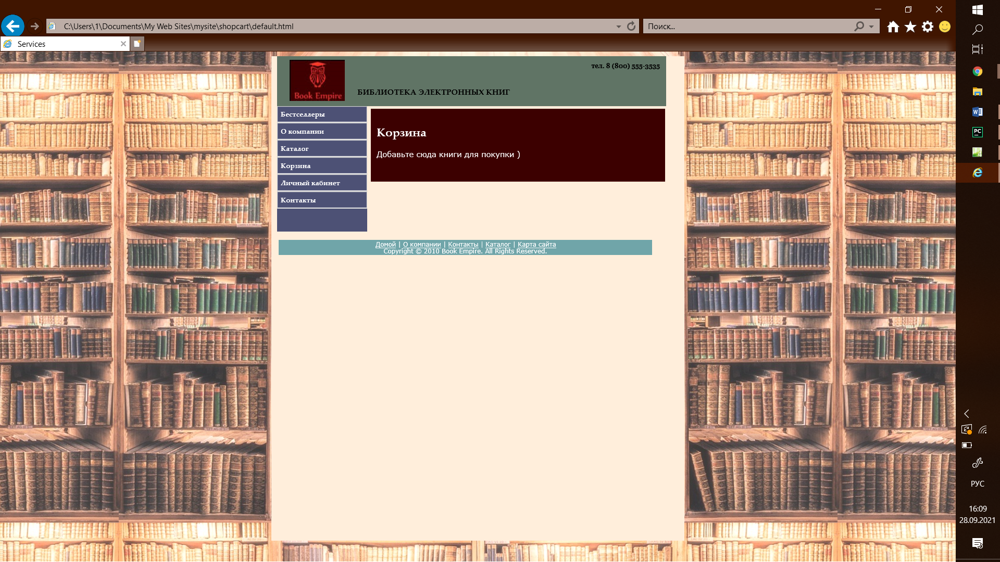 C:\Users\1\Documents\My Web Sites\mysite\shopcart\default.html
Поиск...
Services
тел. 8 (800) 555-3535
Book Empire
БИБЛИОТЕКА ЭЛЕКТРОННЫХ КНИГ
Бестселлеры
О компании
Каталог
Корзина
Личный кабинет
Контакты
Корзина
Добавьте сюда книги для покупки )
Домой | О компании | Контакты | Каталог | Карта сайта
Copyright © 2010 Book Empire. All Rights Reserved.
PC
РУС
16:09
28.09.2021